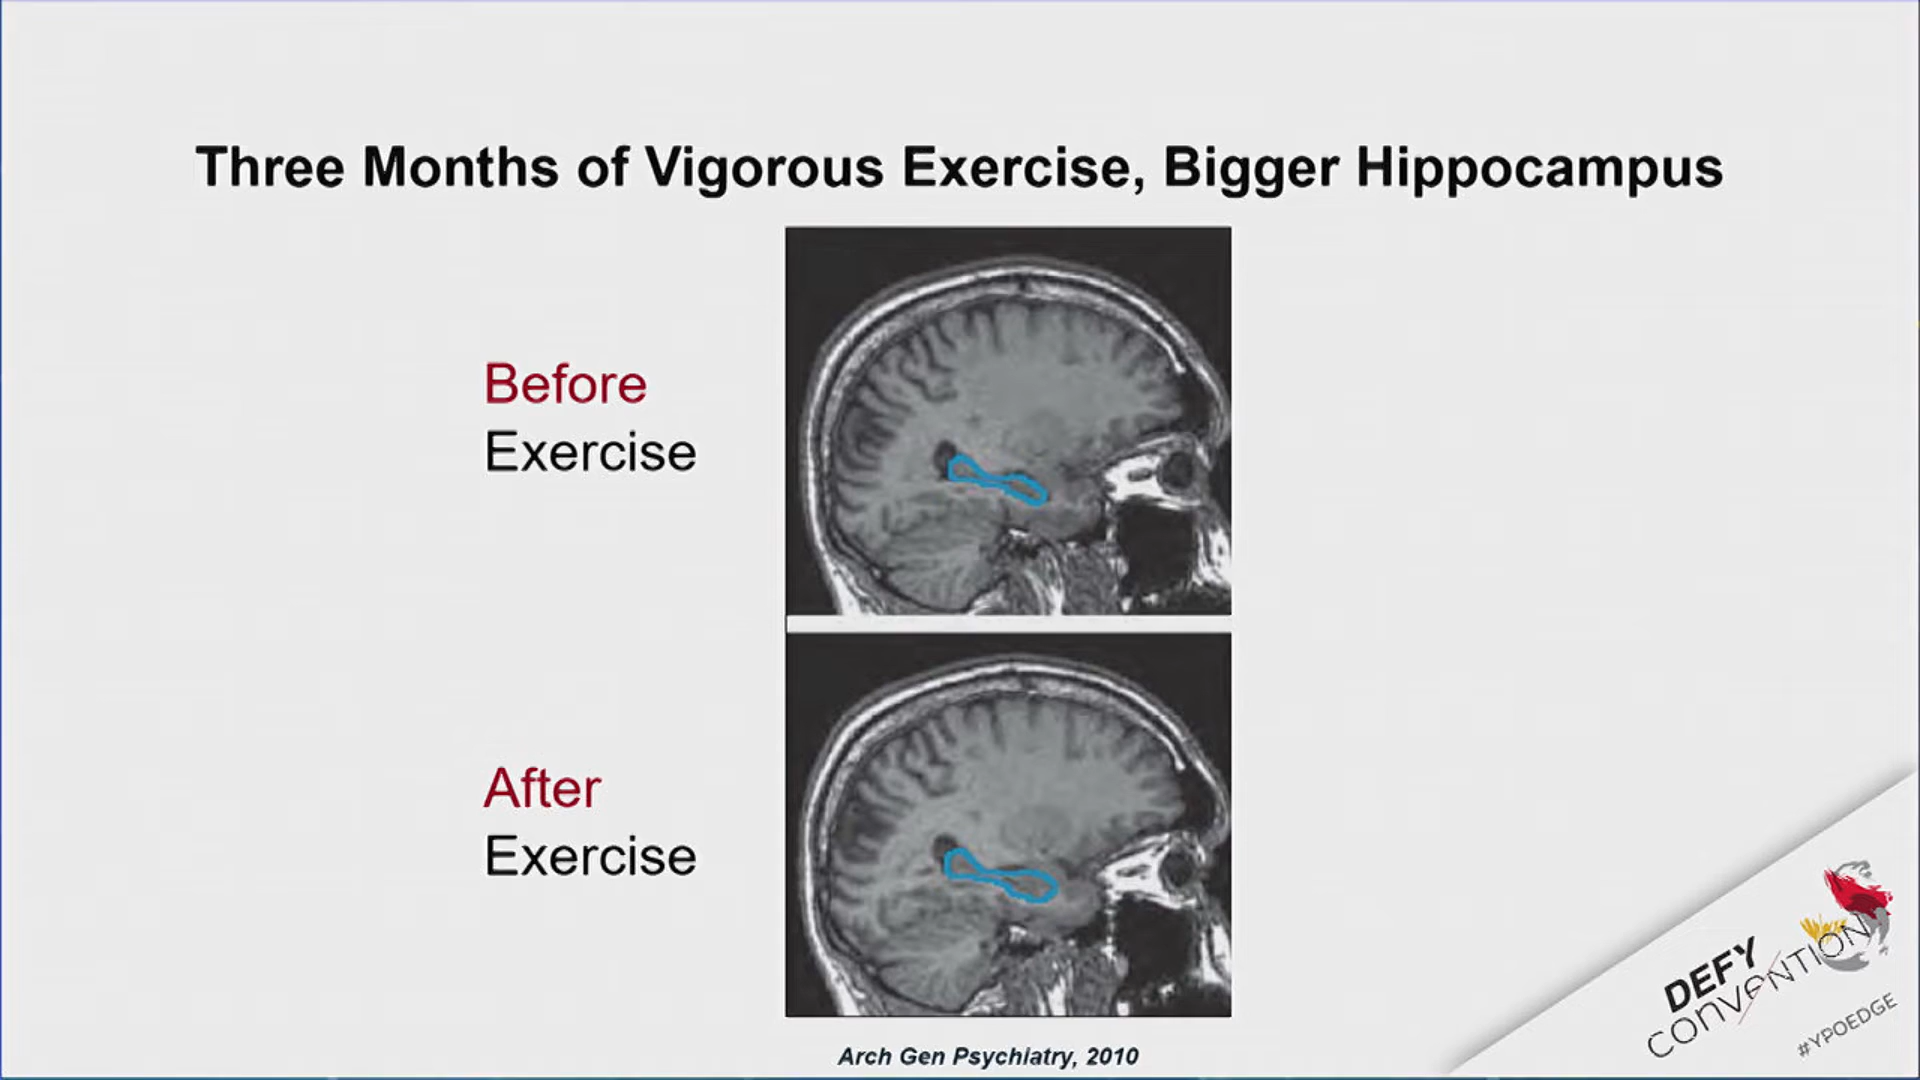 Three Months of Vigorous Exercise, Bigger Hippocampus
Before
Exercise
After
Exercise
Arch Gen Psychiatry, 2010
DEFY
CONVENTION
#YPOEDGE